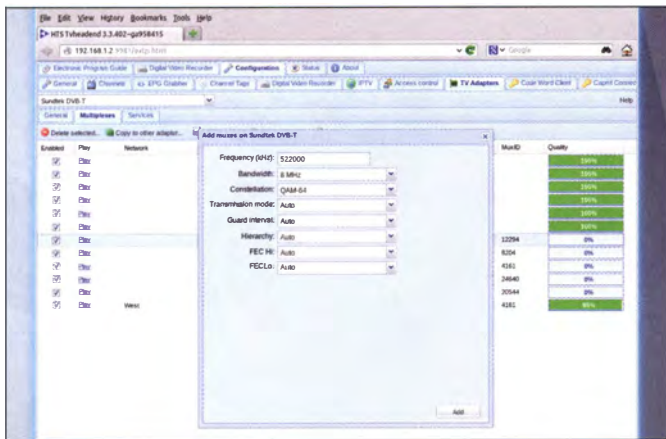 File Edit View History Bookmarks Tools Help
HTS Tvheadend 3.3.402~ga958415
192.168.1.2:9981/extjs.html Google
Electronic Program Guide Digital Video Recorder Configuration Status About
General Channels EPG Grabber Channel Tags Digital Video Recorder IPTV Access control TV Adapters Code Word Client Capmt Connec
Sundtek DVB-T Help
General Multiplexes Services
Delete selected... Copy to other adapter...
Add muxes on Sundtek DVB-T
Enabled Play Network MuxID Quality
Frequency (kHz): 522000
Bandwidth: 8 MHz
Constellation: QAM-64
Transmission mode: Auto
Guard interval: Auto
Hierarchy: Auto
FEC Hi: Auto
FECLo: Auto
Play 100%
Play 100%
Play 100%
Play 100%
Play 100%
Play 100%
Play 12294 0%
Play 8204 0%
Play 4161 0%
Play 24640 0%
Play 20544 0%
Play West 4161
Add